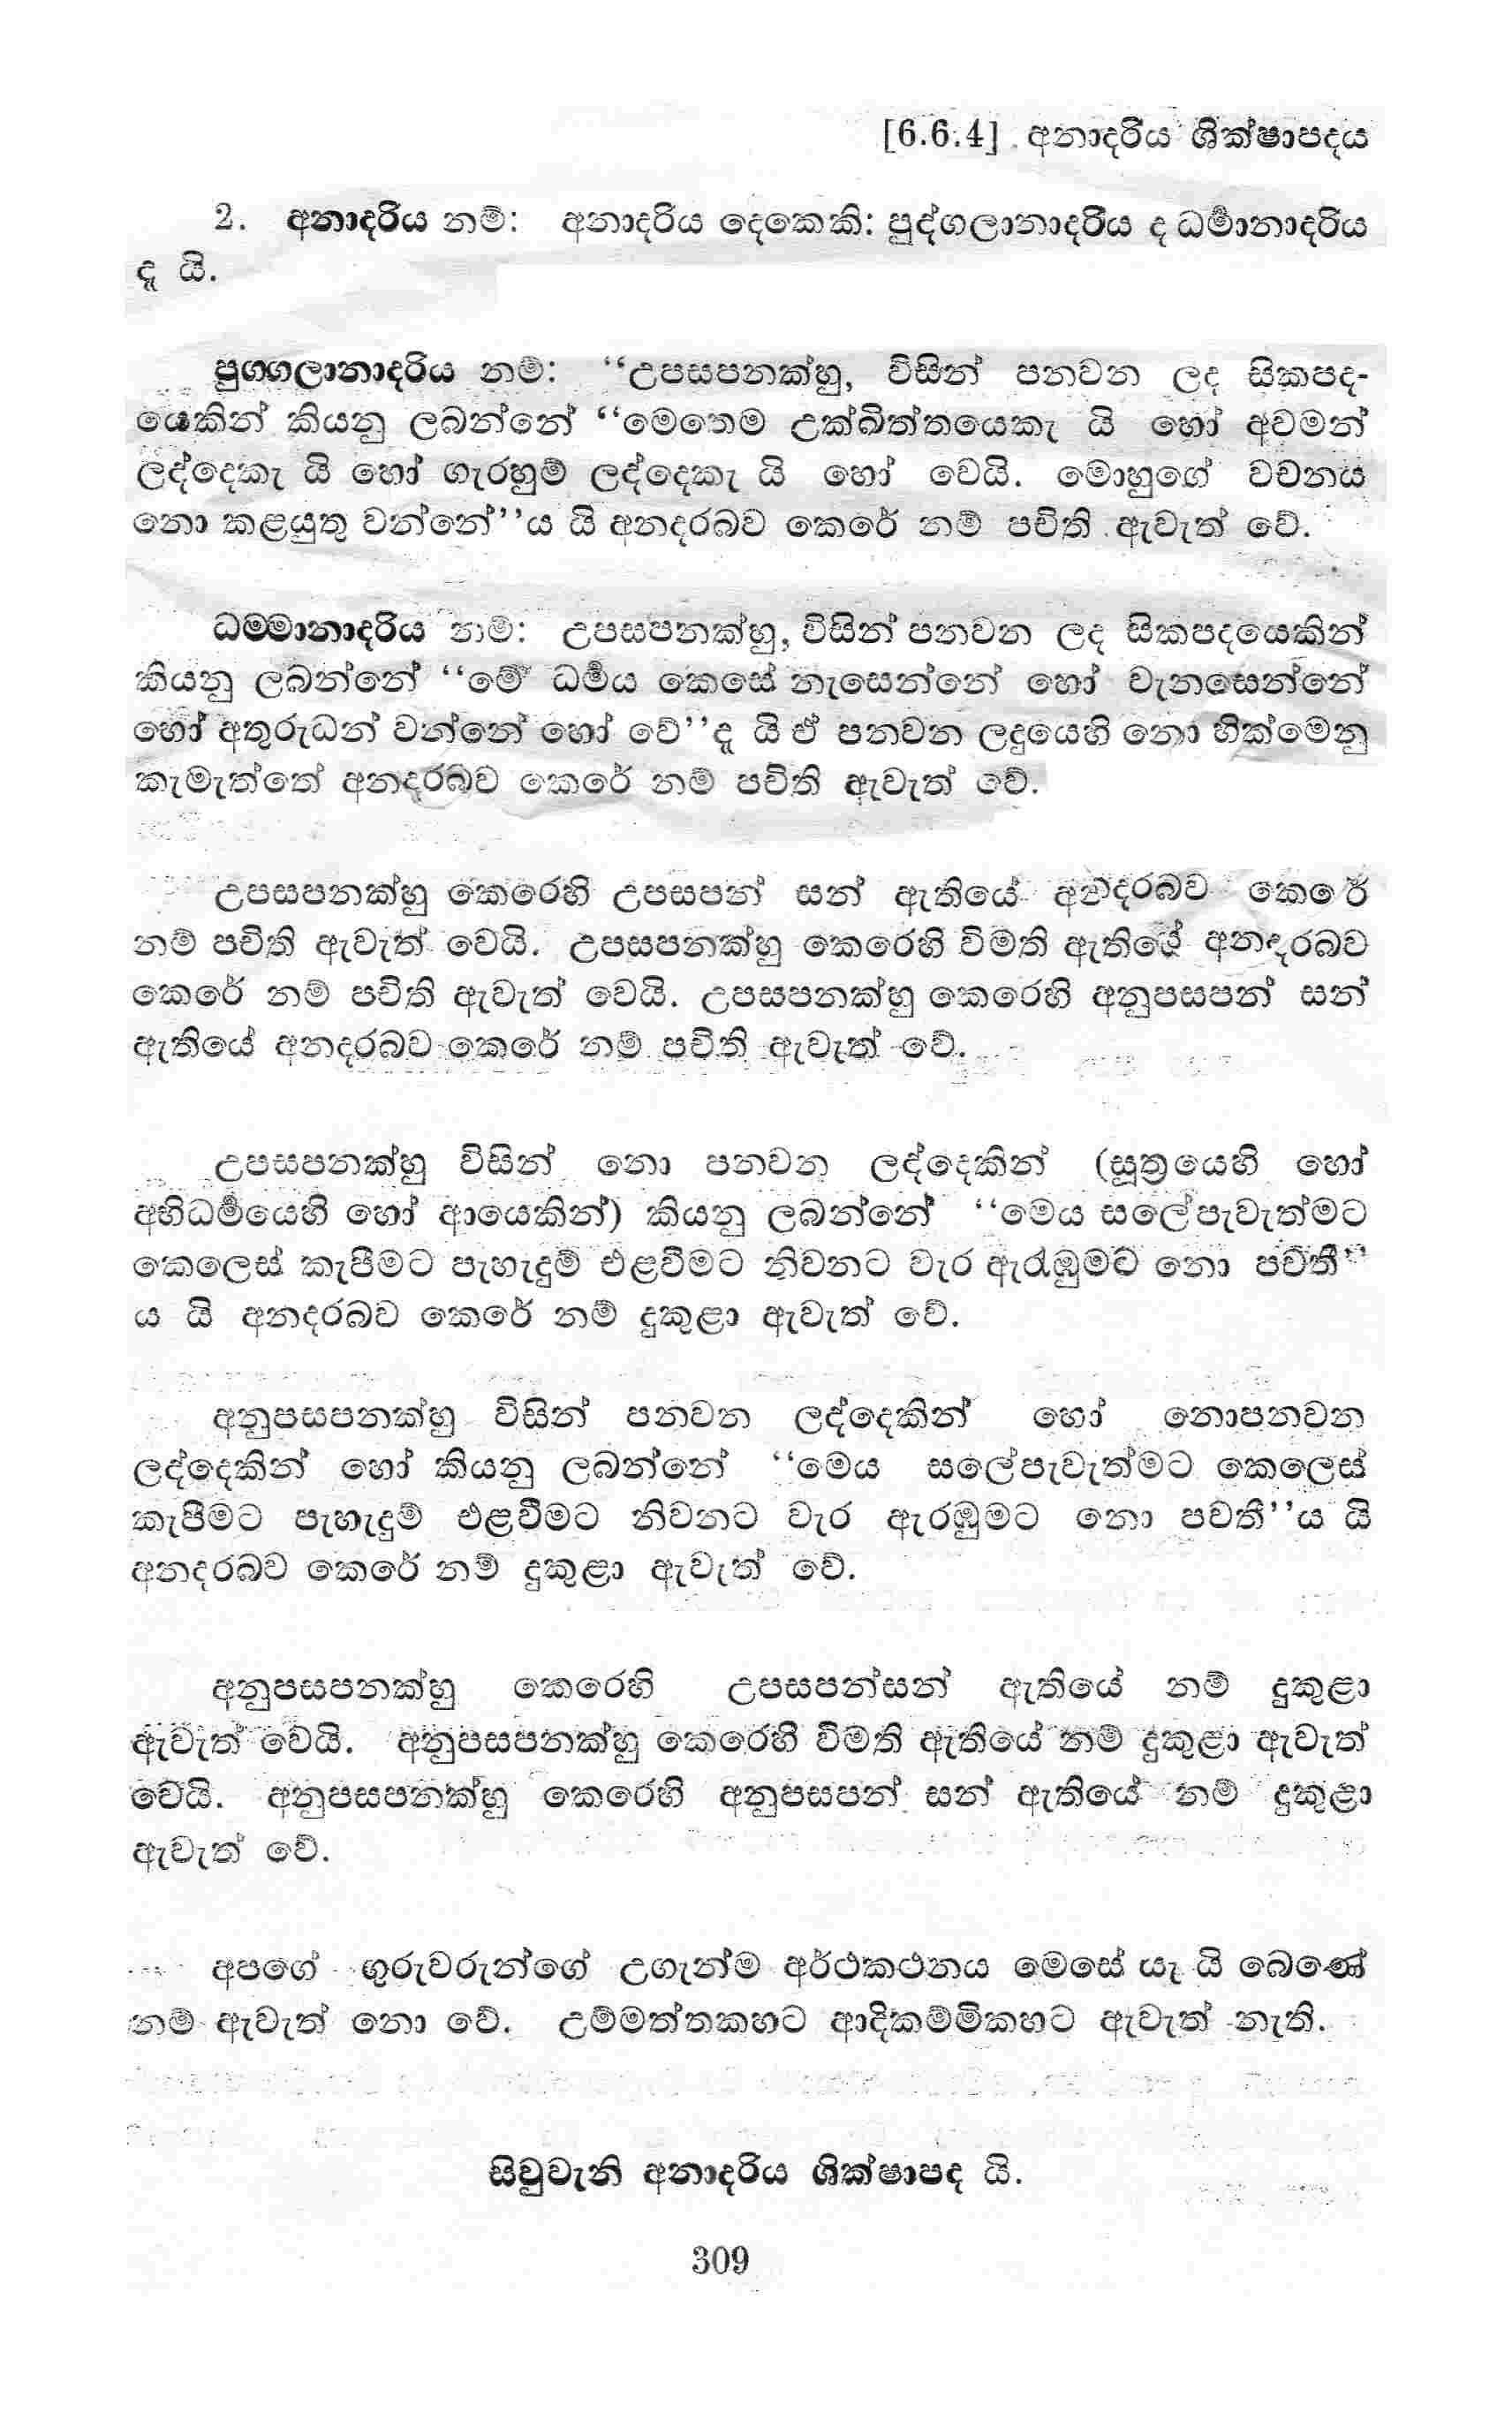 [6.6.4] අනාදරිය ශික්ෂාපදය
2. අනාදරිය නම්: අනාදරිය දෙකෙකි: පුද්ගලානාදරිය ද ධර්‍මානාදරිය
දැ යි.
පුග්ගලානාදරිය නම්: ‘‘උපසපනක්හු, විසින් පනවන ලද සිකපද-
යෙකින් කියනු ලබන්නේ ‘‘මෙතෙම උක්ඛිත්තයෙකැ යි හෝ අවමන්
ලද්දෙකැ යි හෝ ගැරහුම් ලද්දෙකැ යි හෝ වෙයි. මොහුගේ වචනය
නො කළයුතු වන්නේ’’ය යි අනදරබව කෙරේ නම් පචිති ඇවැත් වේ.
ධම්මානාදරිය නම්: උපසපනක්හු, විසින් පනවන ලද සිකපදයෙකින්
කියනු ලබන්නේ ‘‘මේ ධර්‍මය කෙසේ නැසෙන්නේ හෝ වැනසෙන්නේ
හෝ අතුරුධන් වන්නේ හෝ වේ’’දැ යි ඒ පනවන ලදුයෙහි නො හික්මෙනු
කැමැත්තේ අනදරබව කෙරේ නම් පචිති ඇවැත් වේ.
උපසපනක්හු කෙරෙහි උපසපන් සන් ඇතියේ අනදරබව කෙරේ
නම් පචිති ඇවැත් වෙයි. උපසපනක්හු කෙරෙහි විමති ඇතියේ අනදරබව
කෙරේ නම් පචිති ඇවැත් වෙයි. උපසපනක්හු කෙරෙහි අනුපසපන් සන්
ඇතියේ අනදරබව කෙරේ නම් පචිති ඇවැත් වේ.
උපසපනක්හු විසින් නො පනවන ලද්දෙකින් (සූත්‍රයෙහි හෝ
අභිධර්‍මයෙහි හෝ ආයෙකින්) කියනු ලබන්නේ ‘‘මෙය සලේපැවැත්මට
කෙලෙස් කැපීමට පැහැදුම් එළවීමට නිවනට වැර ඇරඹුමට නො පවතී’’
ය යි අනදරබව කෙරේ නම් දුකුළා ඇවැත් වේ.
අනුපසපනක්හු විසින් පනවන ලද්දෙකින් හෝ නොපනවන
ලද්දෙකින් හෝ කියනු ලබන්නේ ‘‘මෙය සලේපැවැත්මට කෙලෙස්
කැපීමට පැහැදුම් එළවීමට නිවනට වැර ඇරඹුමට නො පවතී’’ය යි
අනදරබව කෙරේ නම් දුකුළා ඇවැත් වේ.
අනුපසපනක්හු කෙරෙහි උපසපන්සන් ඇතියේ නම් දුකුළා
ඇවැත් වෙයි. අනුපසපනක්හු කෙරෙහි විමති ඇතියේ නම් දුකුළා ඇවැත්
වෙයි. අනුපසපනක්හු කෙරෙහි අනුපසපන් සන් ඇතියේ නම් දුකුළා
ඇවැත් වේ.
අපගේ ගුරුවරුන්ගේ උගැන්ම අර්ථකථනය මෙසේ යැ යි බෙණේ
නම් ඇවැත් නො වේ. උම්මත්තකහට ආදිකම්මිකහට ඇවැත් නැති.
සිවුවැනි අනාදරිය ශික්ෂාපද යි.
309